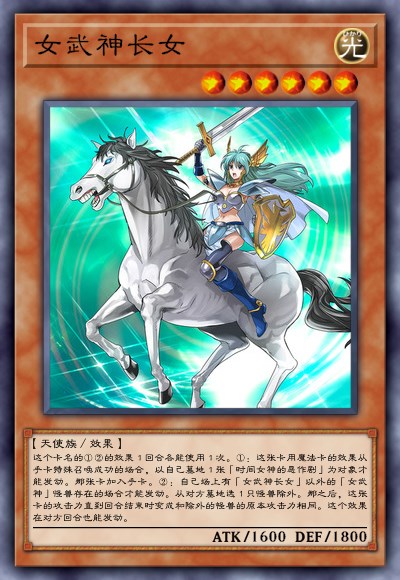 女武神长女
ひかり
光
【天使族／效果】
这个卡名的①②的效果1回合各能使用1次。①：这张卡用魔法卡的效果从
手卡特殊召唤成功的场合，以自己墓地1张「时间女神的恶作剧」为对象才
能发动。那张卡加入手卡。②：自己场上有「女武神长女」以外的「女武
神」怪兽存在的场合才能发动。从对方墓地选1只怪兽除外。那之后，这张
卡的攻击力直到回合结束时变成和除外的怪兽的原本攻击力相同。这个效果
在对方回合也能发动。
ATK/1600 DEF/1800